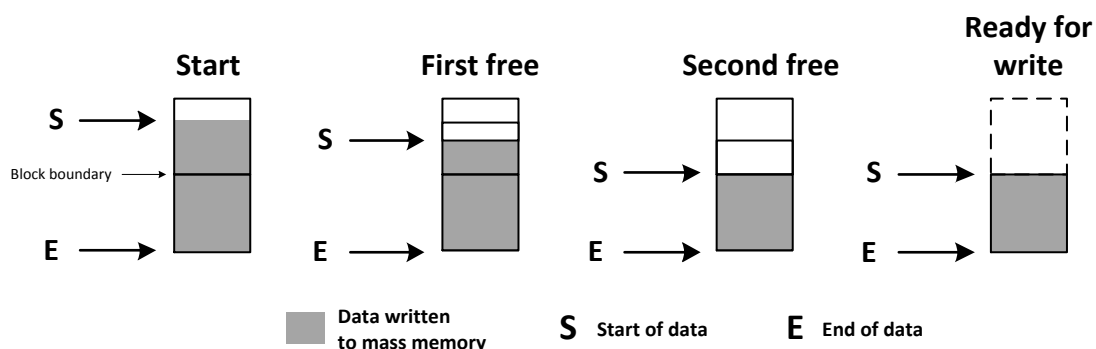 Start
First free
Second free
Ready for
write
S
S
S
S
Block boundary
E
E
E
E
Data written
to mass memory
S Start of data
E End of data